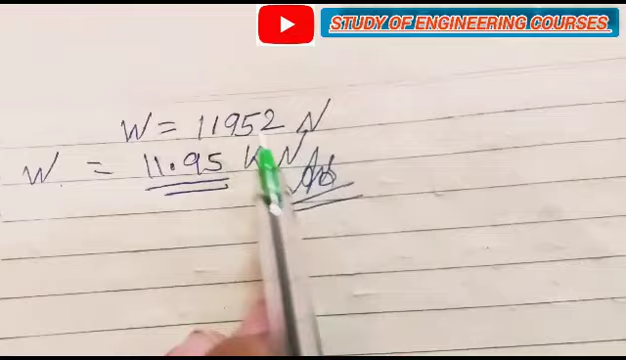 STUDY OF ENGINEERING COURSES
W = 11952 N
W = 11.95 KN